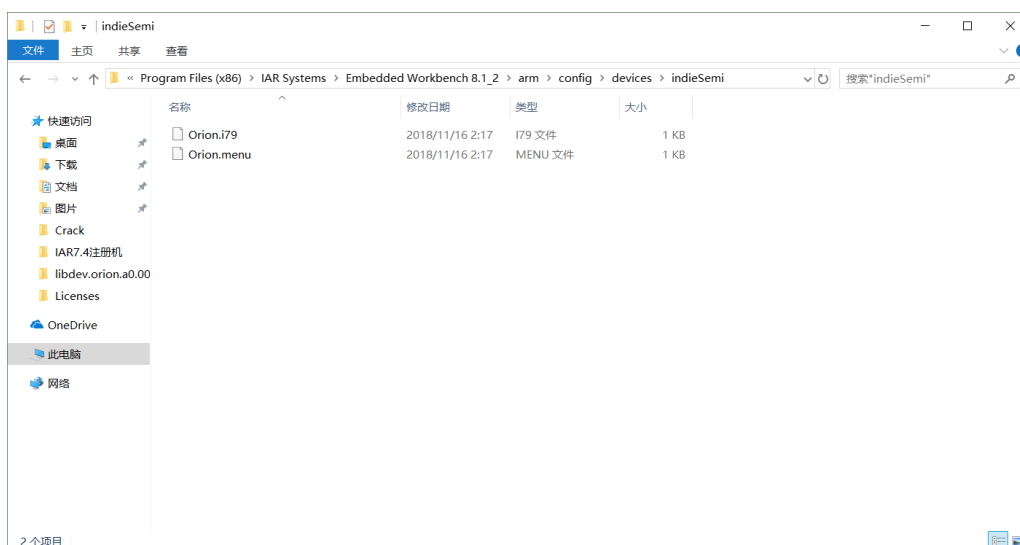 indieSemi
文件 主页 共享 查看
« Program Files (x86) > IAR Systems > Embedded Workbench 8.1_2 > arm > config > devices > indieSemi
搜索"indieSemi"
名称 修改日期 类型 大小
快速访问
桌面
下载
文档
图片
Crack
IAR7.4注册机
libdev.orion.a0.00
Licenses
OneDrive
此电脑
网络
Orion.i79 2018/11/16 2:17 I79 文件 1 KB
Orion.menu 2018/11/16 2:17 MENU 文件 1 KB
2 个项目